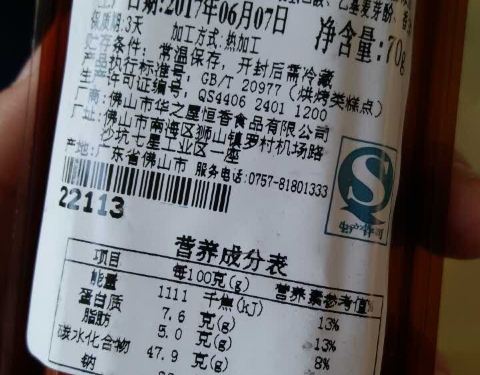 乙基麦芽酚、香
生产日期:2017年06月07日
净含量:70g
保质期:3天 加工方式:热加工
贮存条件:常温保存,开封后需冷藏
产品执行标准号:GB/T 20977 (烘烤类糕点)
生产许可证编号:QS4406 2401 1200
厂商:佛山市华之屋恒香食品有限公司
厂址:佛山市南海区狮山镇罗村机场路
沙坑七星工业区一座
产地:广东省佛山市 服务电话:0757-81801333
22113
QS
生产许可
营养成分表
项目 每100克(g) 营养素参考值%
能量 1111 千焦(kJ) 13%
蛋白质 7.6 克(g) 13%
脂肪 5.0 克(g) 8%
碳水化合物 47.9 克(g)
钠